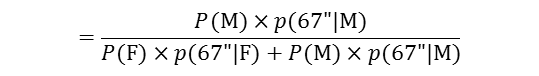 = P(M) × p(67"|M) / P(F) × p(67"|F) + P(M) × p(67"|M)